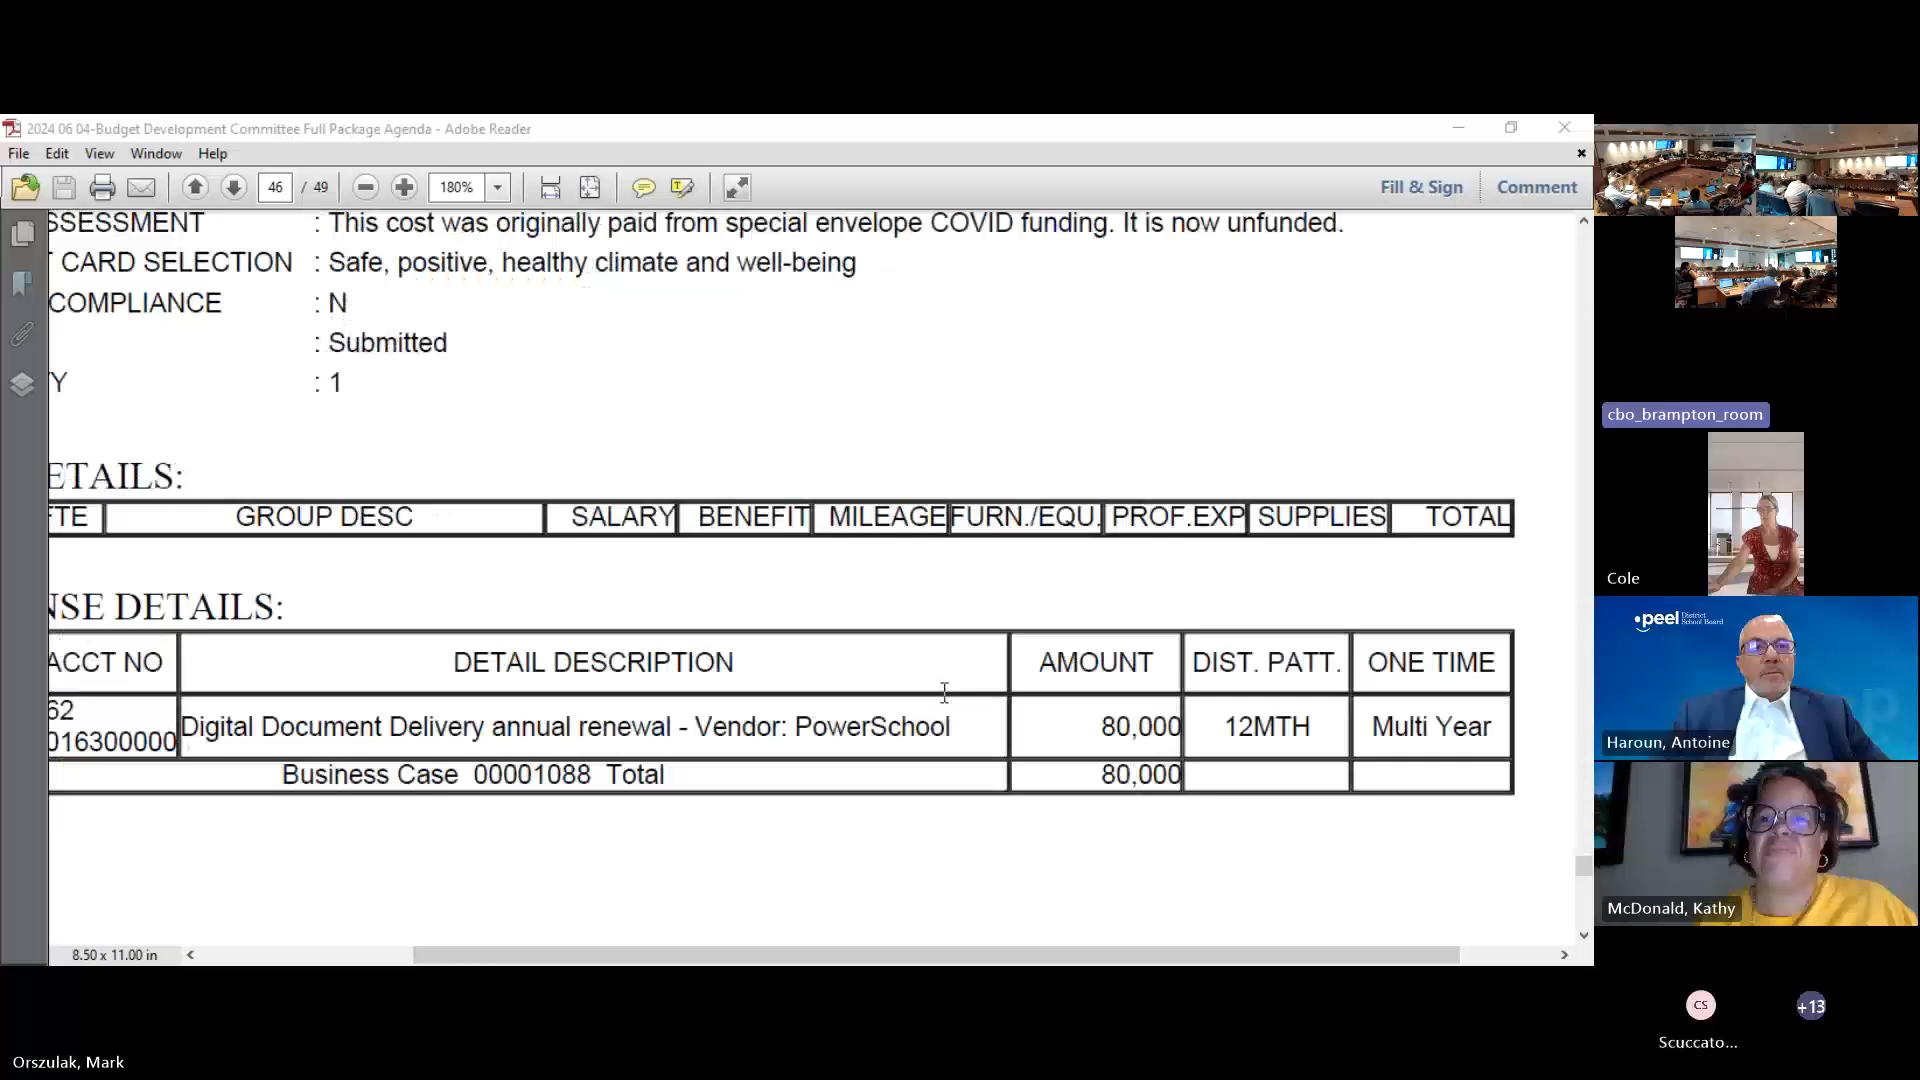 2024 06 04-Budget Development Committee Full Package Agenda - Adobe Reader
File Edit View Window Help
46 / 49 180% Fill & Sign Comment
SSESSMENT : This cost was originally paid from special envelope COVID funding. It is now unfunded.
T CARD SELECTION : Safe, positive, healthy climate and well-being
COMPLIANCE : N
: Submitted
Y : 1
ETAILS:
FTE GROUP DESC SALARY BENEFIT MILEAGE FURN./EQU. PROF.EXP SUPPLIES TOTAL
NSE DETAILS:
ACCT NO DETAIL DESCRIPTION AMOUNT DIST. PATT. ONE TIME
62
016300000 Digital Document Delivery annual renewal - Vendor: PowerSchool 80,000 12MTH Multi Year
Business Case 00001088 Total 80,000
8.50 x 11.00 in
cbo_brampton_room
Cole
peel District School Board
Haroun, Antoine
McDonald, Kathy
CS
+13
Scuccato...
Orszulak, Mark